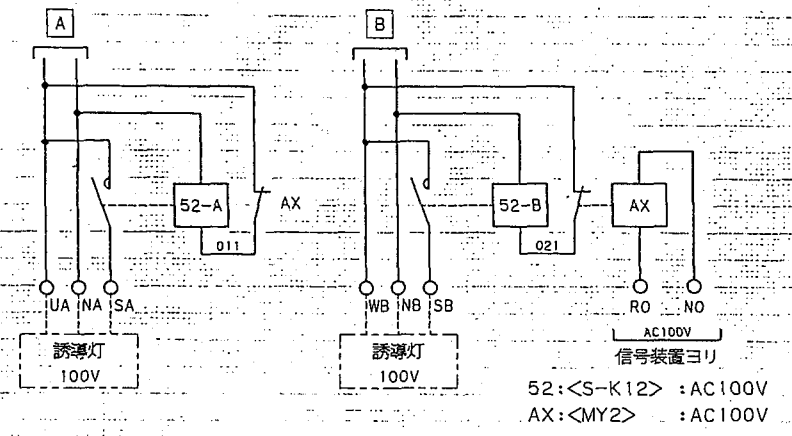 A
B
52-A
AX
52-B
AX
011
021
UA NA SA
WB NB SB
RO NO
誘導灯
100V
誘導灯
100V
AC100V
信号装置ヨリ
52:<S-K12> :AC100V
AX:<MY2> :AC100V